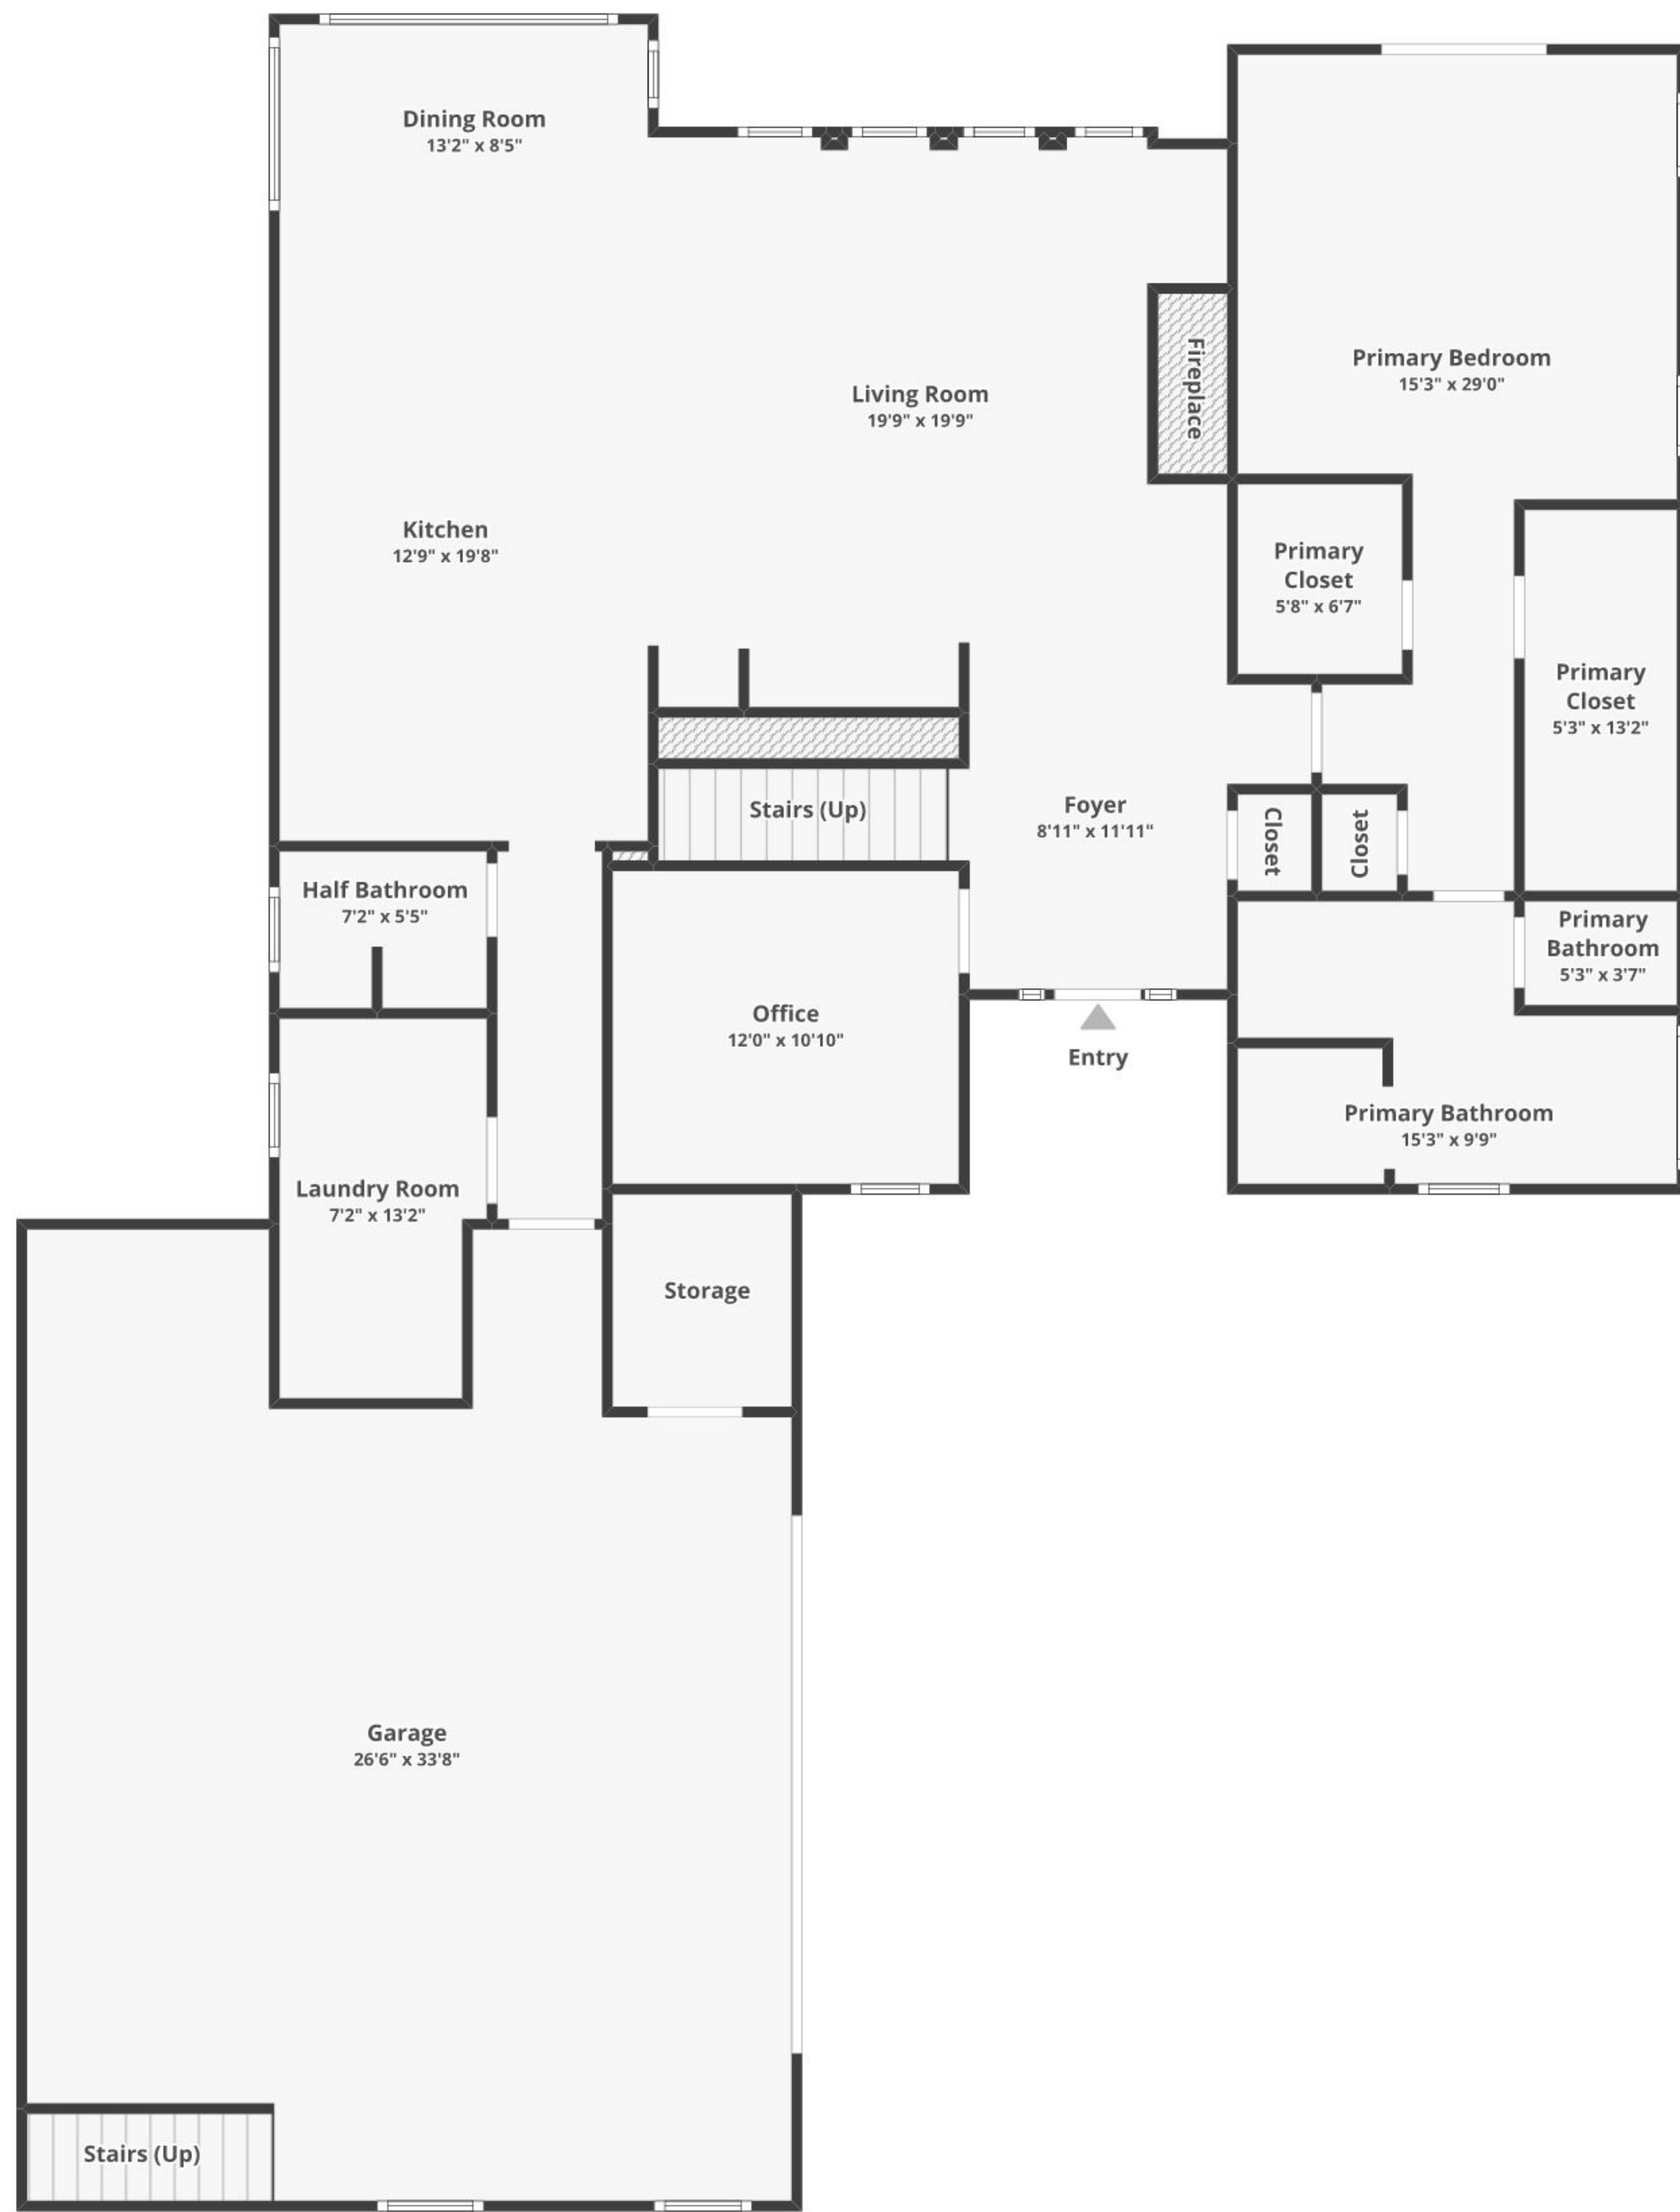 Dining Room
13'2" x 8'5"
Primary Bedroom
15'3" x 29'0"
Living Room
19'9" x 19'9"
Fireplace
Kitchen
12'9" x 19'8"
Primary
Closet
5'8" x 6'7"
Primary
Closet
5'3" x 13'2"
Stairs (Up)
Foyer
8'11" x 11'11"
Closet
Closet
Half Bathroom
7'2" x 5'5"
Primary
Bathroom
5'3" x 3'7"
Office
12'0" x 10'10"
Entry
Primary Bathroom
15'3" x 9'9"
Laundry Room
7'2" x 13'2"
Storage
Garage
26'6" x 33'8"
Stairs (Up)